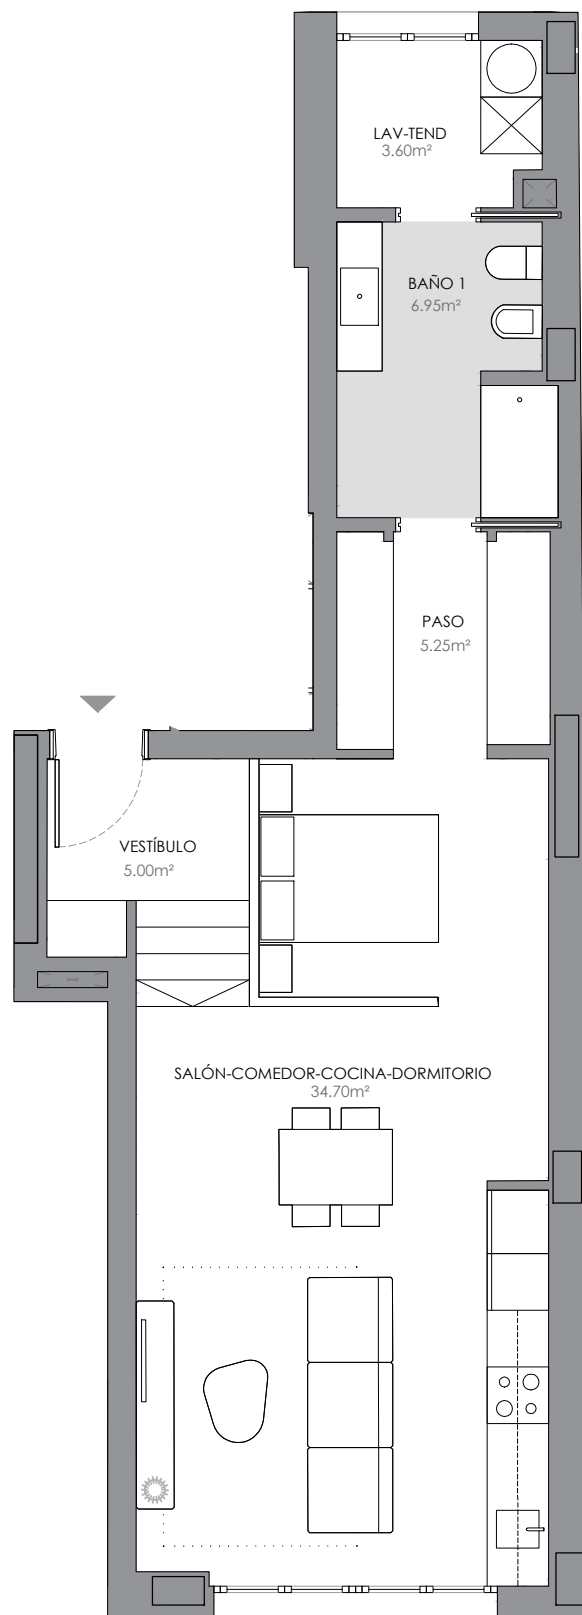 LAV-TEND
3.60m²
BAÑO 1
6.95m²
PASO
5.25m²
VESTÍBULO
5.00m²
SALÓN-COMEDOR-COCINA-DORMITORIO
34.70m²